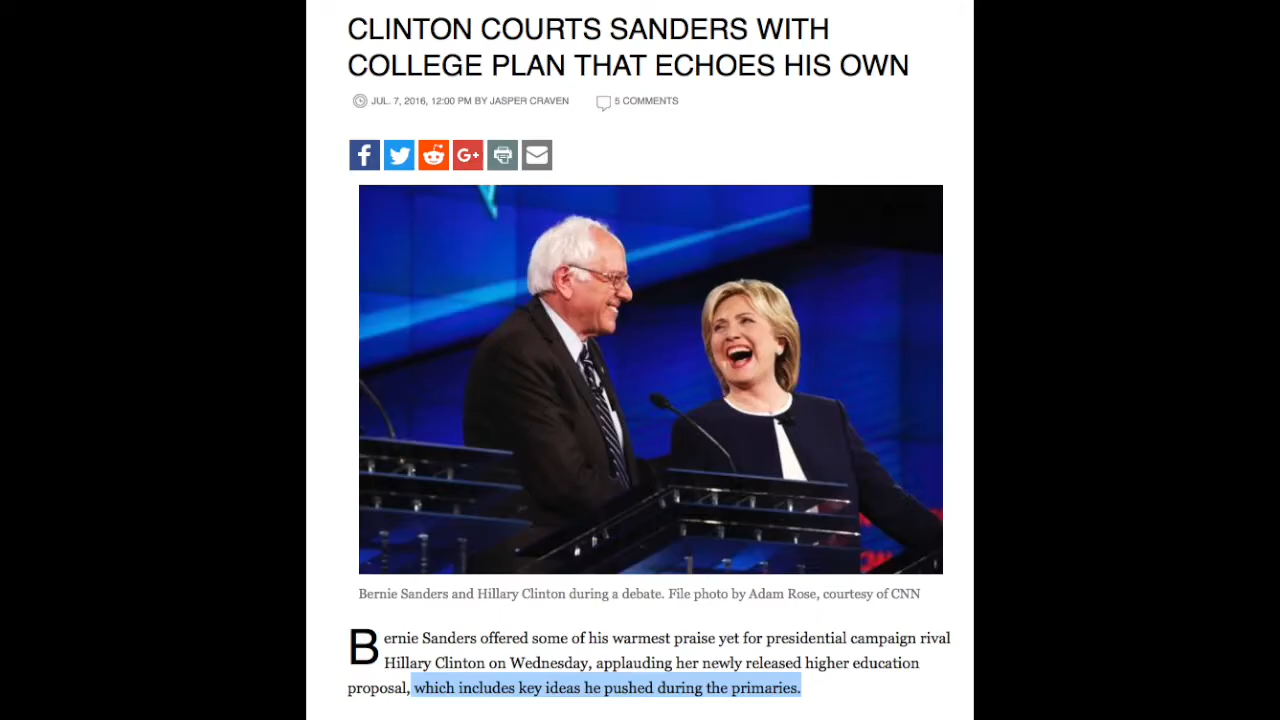 CLINTON COURTS SANDERS WITH
COLLEGE PLAN THAT ECHOES HIS OWN
JUL. 7, 2016, 12:00 PM BY JASPER CRAVEN 5 COMMENTS
f G+
Bernie Sanders and Hillary Clinton during a debate. File photo by Adam Rose, courtesy of CNN
Bernie Sanders offered some of his warmest praise yet for presidential campaign rival
Hillary Clinton on Wednesday, applauding her newly released higher education
proposal, which includes key ideas he pushed during the primaries.